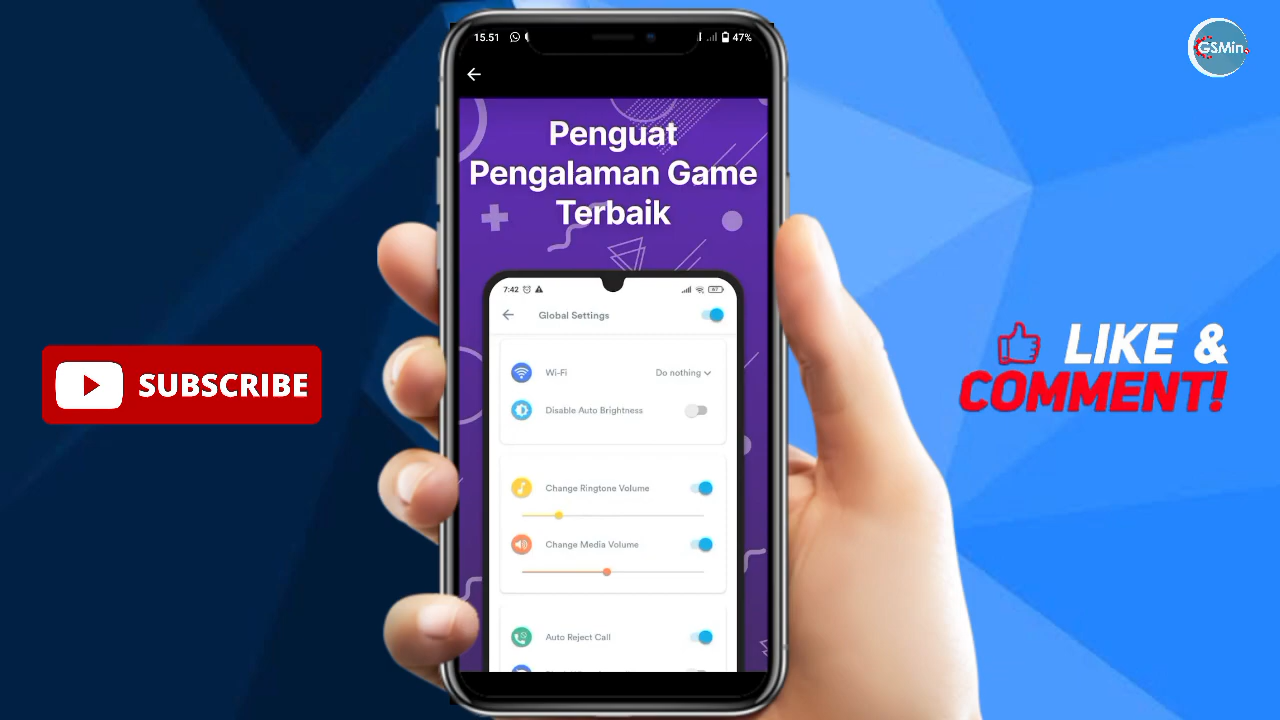 15.51
47%
GSMin
Penguat
Pengalaman Game
Terbaik
7:42
Global Settings
Wi-Fi
Do nothing
Disable Auto Brightness
Change Ringtone Volume
Change Media Volume
Auto Reject Call
SUBSCRIBE
LIKE &
COMMENT!